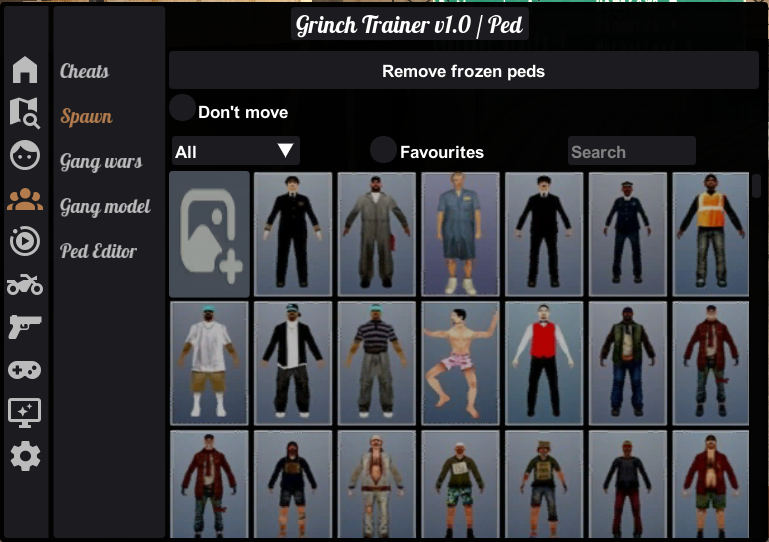 Grinch Trainer v1.0 / Ped
Cheats
Spawn
Gang wars
Gang model
Ped Editor
Remove frozen peds
Don't move
All
Favourites
Search